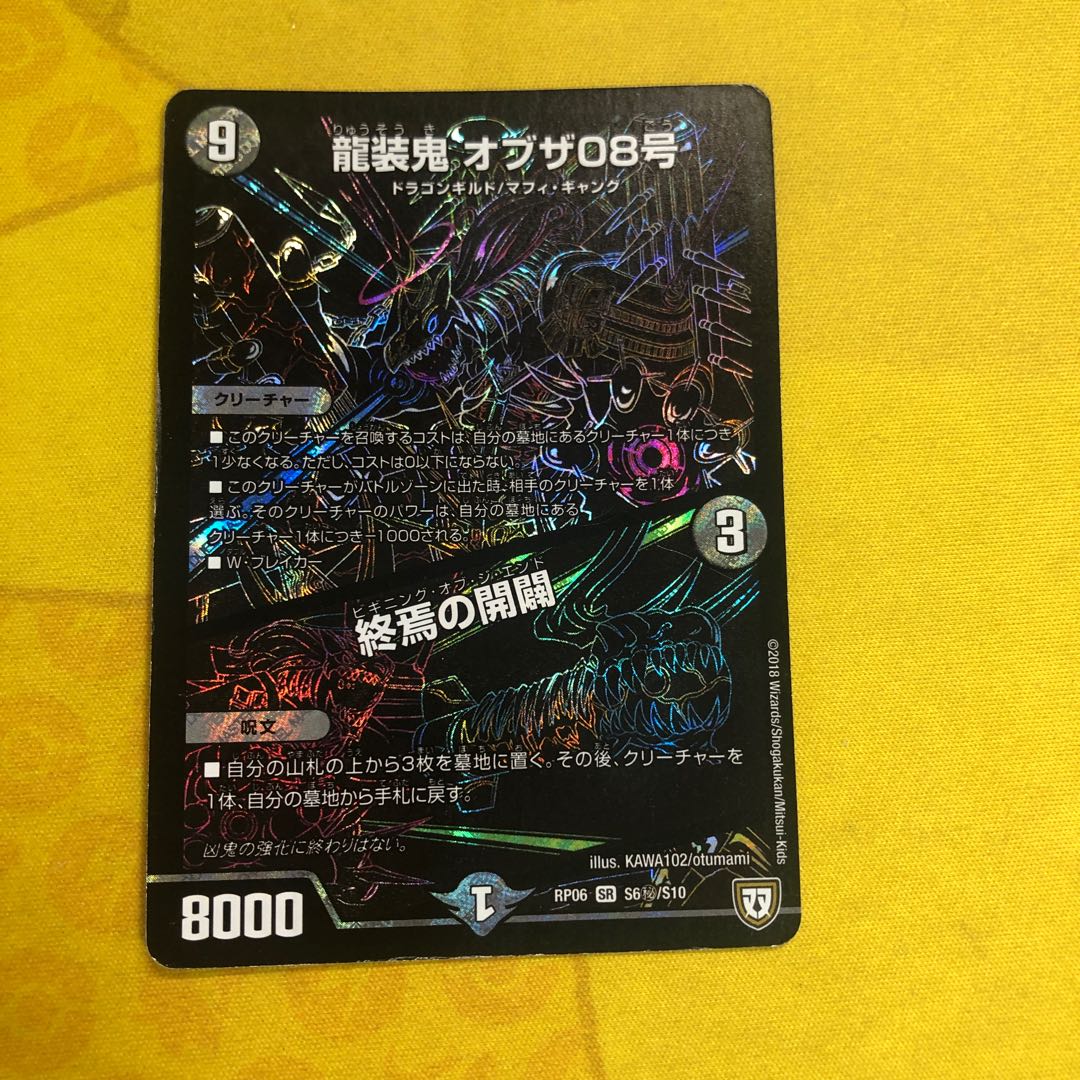 9
りゅうそう き ごう
龍装鬼 オブザ08号
ドラゴンギルド/マフィ・ギャング
クリーチャー
■ このクリーチャーを召喚するコストは、自分の墓地にあるクリーチャー1体につき
1少なくなる。ただし、コストは0以下にならない。
■ このクリーチャーがバトルゾーンに出た時、相手のクリーチャーを1体
選ぶ。そのクリーチャーのパワーは、自分の墓地にある
クリーチャー1体につき-1000される。
■ W・ブレイカー
3
ビギニング・オブ・ジ・エンド
終焉の開闢
呪文
■ 自分の山札の上から3枚を墓地に置く。その後、クリーチャーを
1体、自分の墓地から手札に戻す。
凶鬼の強化に終わりはない。
illus. KAWA102/otumami
8000
1
RP06 SR S6㊙/S10
©2018 Wizards/Shogakukan/Mitsui-Kids